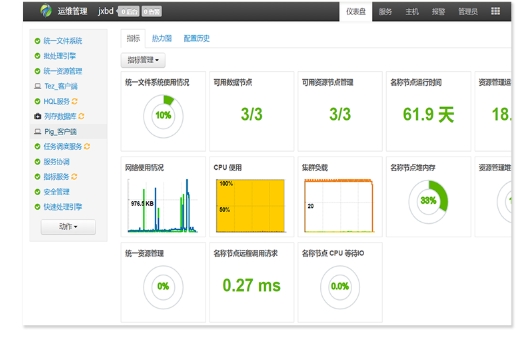 运维管理 jxbd 仪表盘 服务 主机 报警 管理员
统一文件系统
批处理引擎
统一资源管理
Tez_客户端
HQL服务
列存数据库
Pig_客户端
任务调度服务
服务协调
指标服务
安全管理
快速处理引擎
动作
指标 热力图 配置历史
指标管理
统一文件系统使用情况 可用数据节点 可用资源节点管理 名称节点运行时间 资源管理运
10% 3/3 3/3 61.9 天 18.
网络使用情况 CPU 使用 集群负载 名称节点堆内存 资源管理堆
976.5 KB 100% 50% 20 33%
统一资源管理 名称节点远程调用请求 名称节点 CPU 等待IO
0% 0.27 ms 0.0%